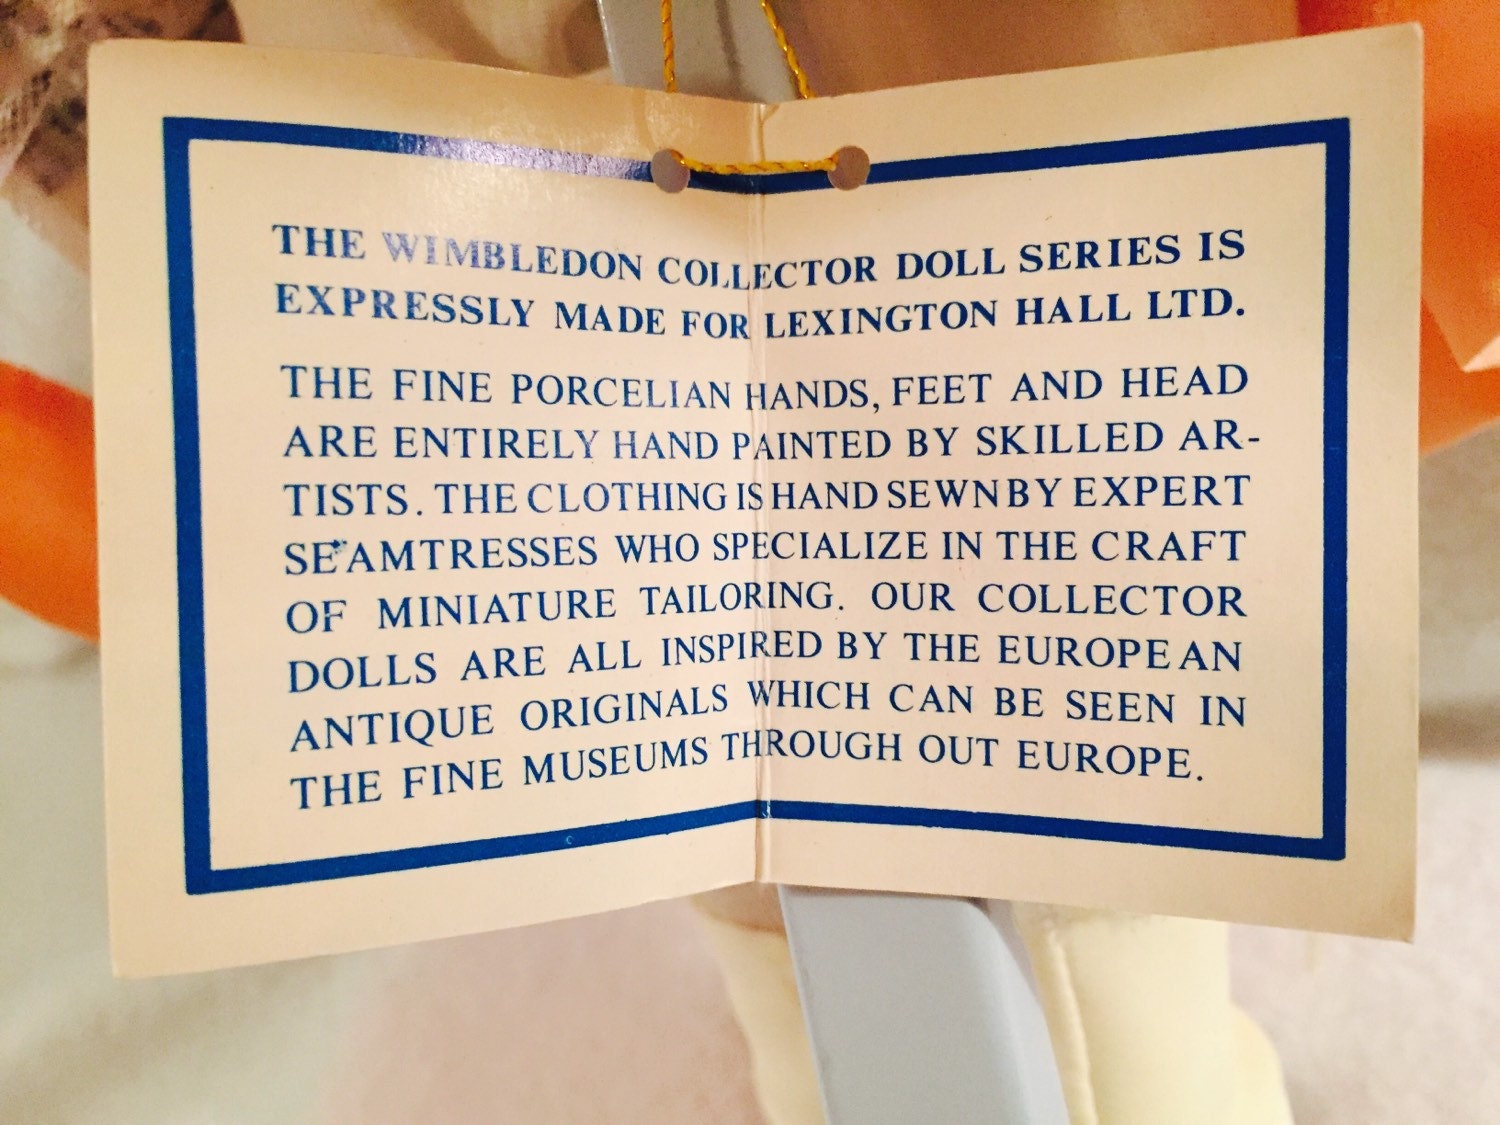 THE WIMBLEDON COLLECTOR DOLL SERIES IS
EXPRESSLY MADE FOR LEXINGTON HALL LTD.
THE FINE PORCELIAN HANDS, FEET AND HEAD
ARE ENTIRELY HAND PAINTED BY SKILLED AR-
TISTS. THE CLOTHING IS HAND SEWN BY EXPERT
SEAMTRESSES WHO SPECIALIZE IN THE CRAFT
OF MINIATURE TAILORING. OUR COLLECTOR
DOLLS ARE ALL INSPIRED BY THE EUROPEAN
ANTIQUE ORIGINALS WHICH CAN BE SEEN IN
THE FINE MUSEUMS THROUGH OUT EUROPE.